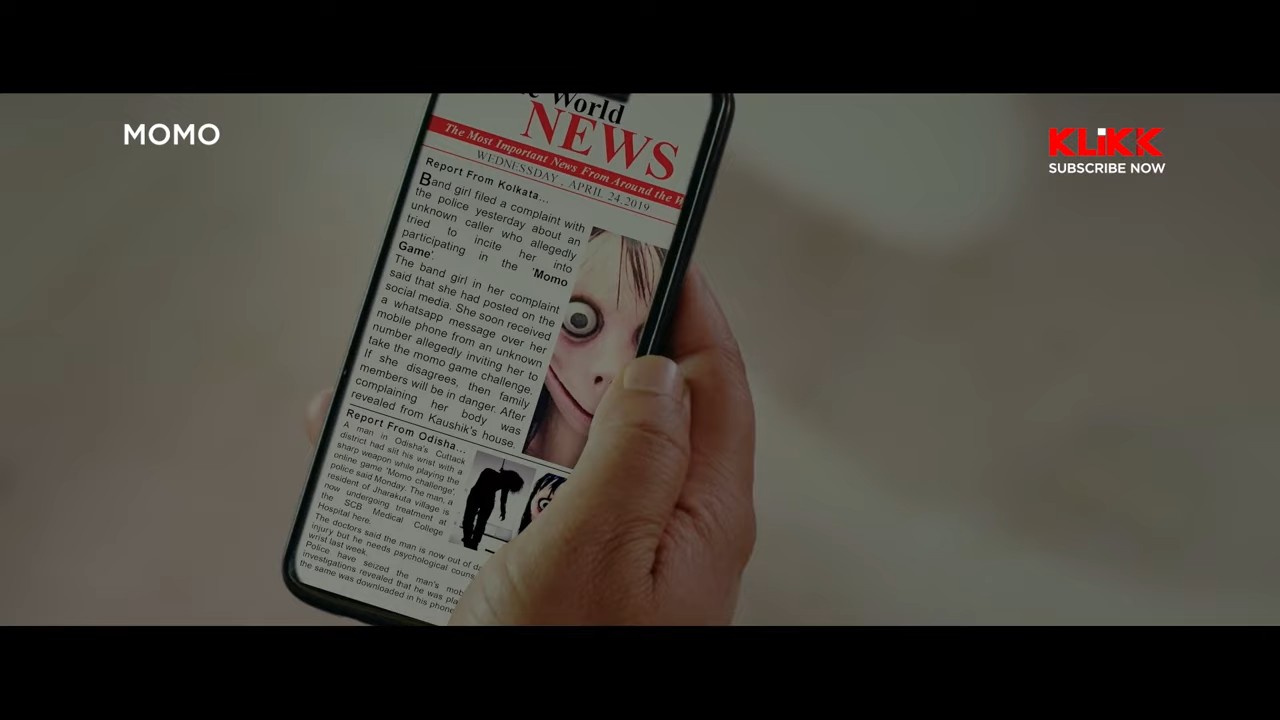 MOMO
KLiKK
SUBSCRIBE NOW
World
NEWS
The Most Important News From Around the
WEDNESSDAY , APRIL 24,2019
Report From Kolkata...
Band girl filed a complaint with
the police yesterday about an
unknown caller who allegedly
tried to incite her into
participating in the 'Momo
Game'.
The band girl in her complaint
said that she had posted on the
social media. She soon received
a whatsapp message over her
mobile phone from an unknown
number allegedly inviting her to
take the momo game challenge.
If she disagrees, then family
members will be in danger. After
complaining her body was
revealed from Kaushik's house.
Report From Odisha...
A man in Odisha's Cuttack
district had slit his wrist with a
sharp weapon while playing the
online game 'Momo challenge',
police said Monday. The man, a
resident of Jharakuta village is
now undergoing treatment at
the SCB Medical College
Hospital here.
The doctors said the man is now out of
injury but he needs psychological
wrist last week.
Police have seized the man's
investigations revealed that he was
the same was downloaded in his phone